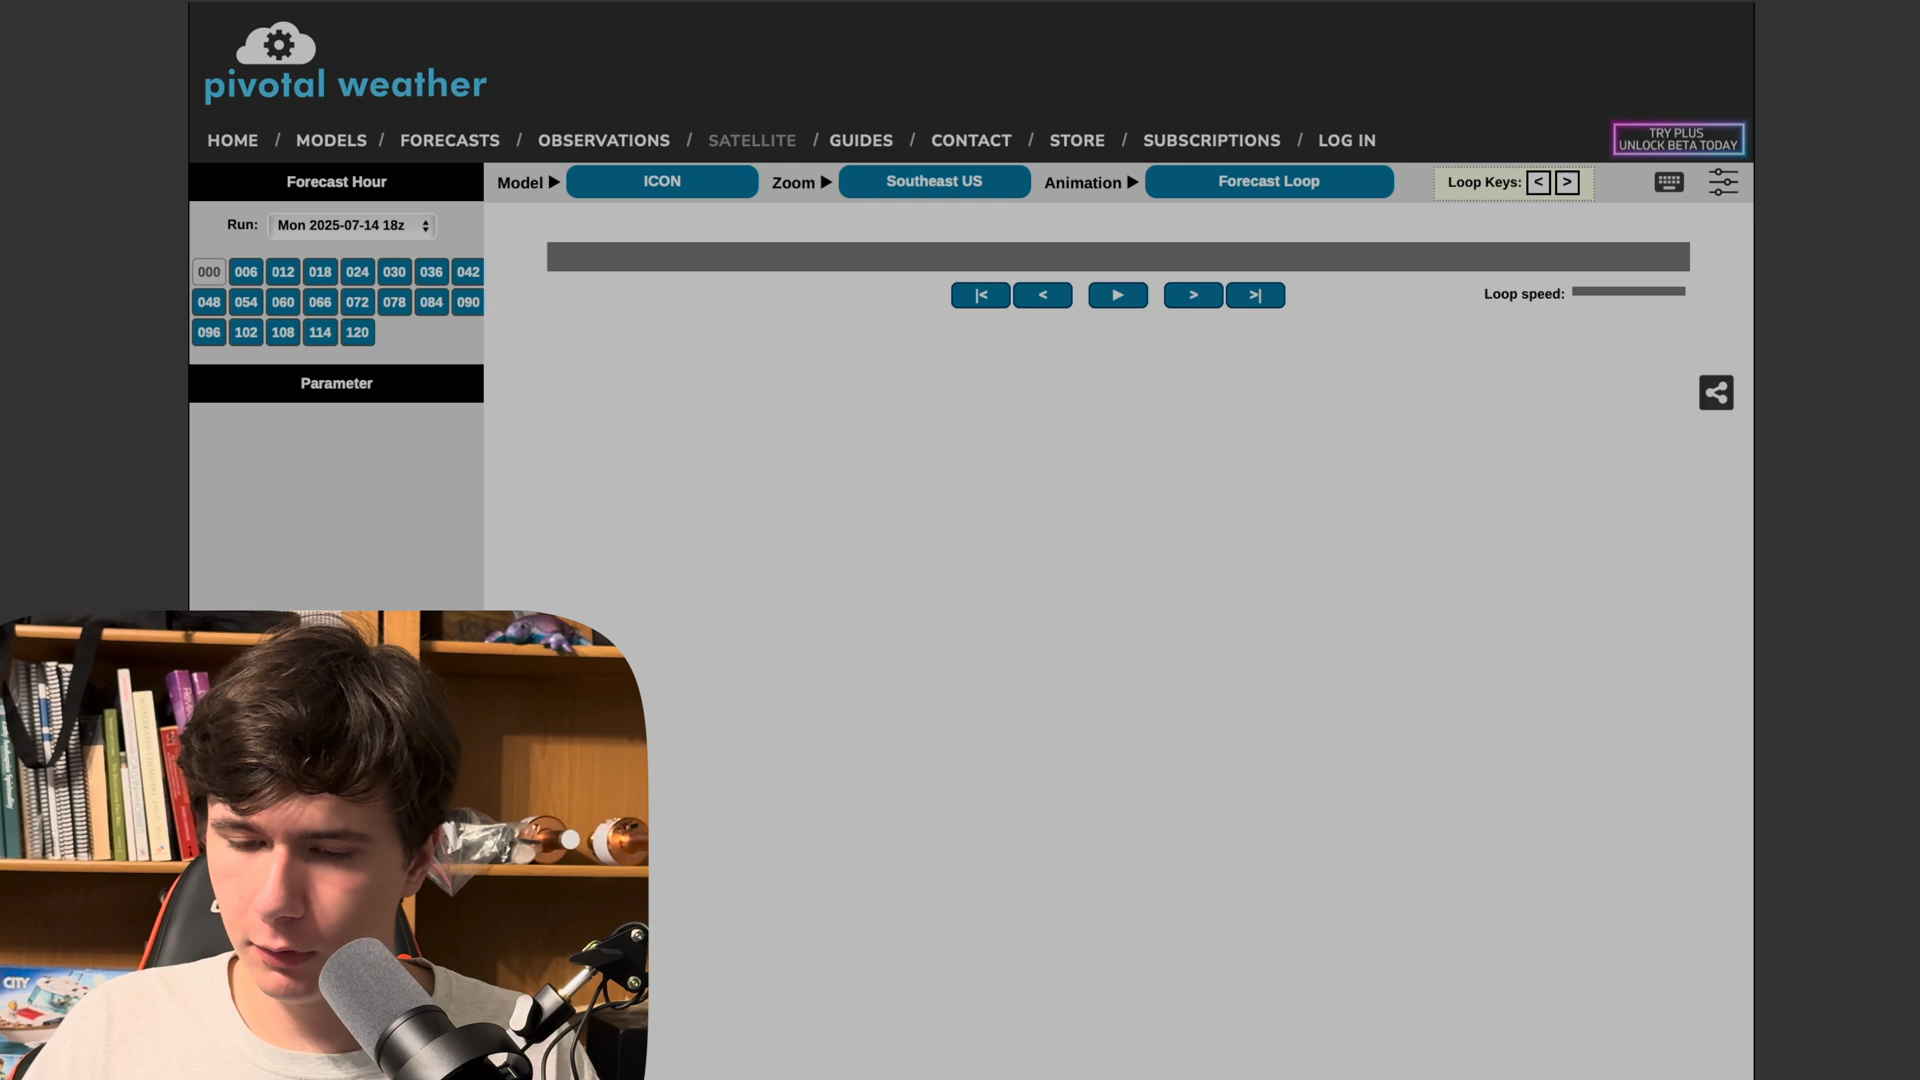 pivotal weather
HOME / MODELS / FORECASTS / OBSERVATIONS / SATELLITE / GUIDES / CONTACT / STORE / SUBSCRIPTIONS / LOG IN
TRY PLUS
UNLOCK BETA TODAY
Forecast Hour
Model ▶ ICON Zoom ▶ Southeast US Animation ▶ Forecast Loop Loop Keys: < >
Run: Mon 2025-07-14 18z
000 006 012 018 024 030 036 042
048 054 060 066 072 078 084 090
096 102 108 114 120
|< < ▶ > >| Loop speed:
Parameter
CITY